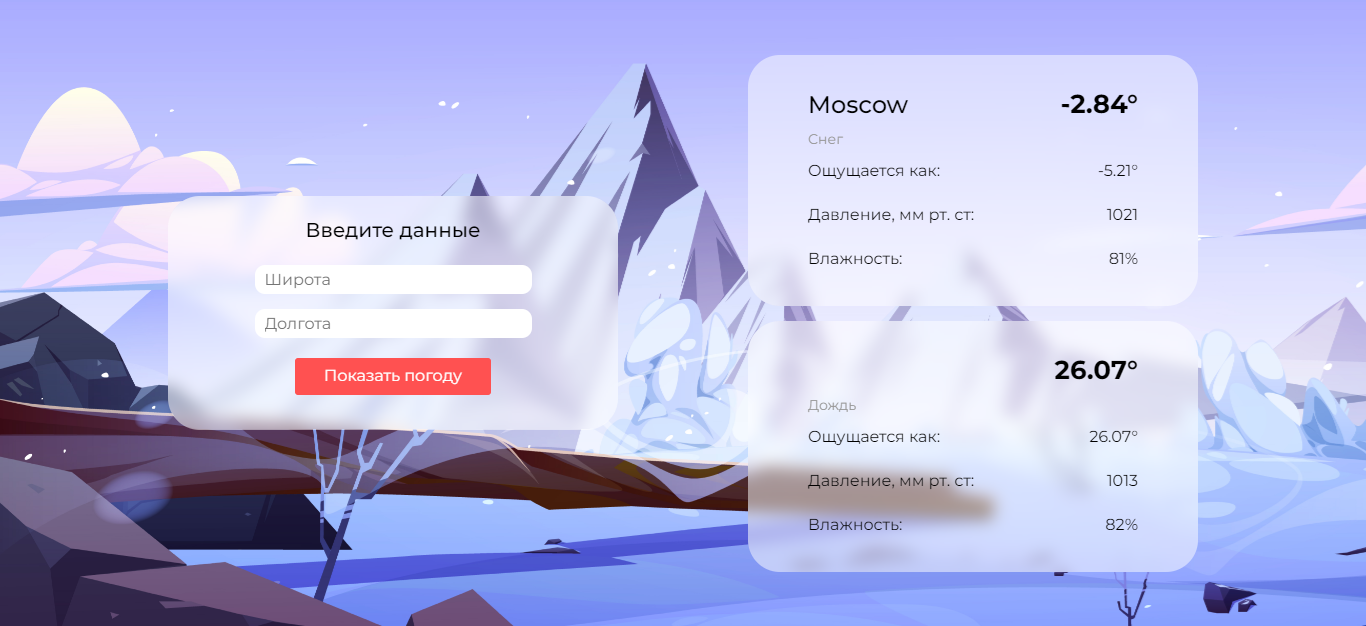 Введите данные
Широта
Долгота
Показать погоду
Moscow -2.84°
Снег
Ощущается как: -5.21°
Давление, мм рт. ст: 1021
Влажность: 81%
26.07°
Дождь
Ощущается как: 26.07°
Давление, мм рт. ст: 1013
Влажность: 82%